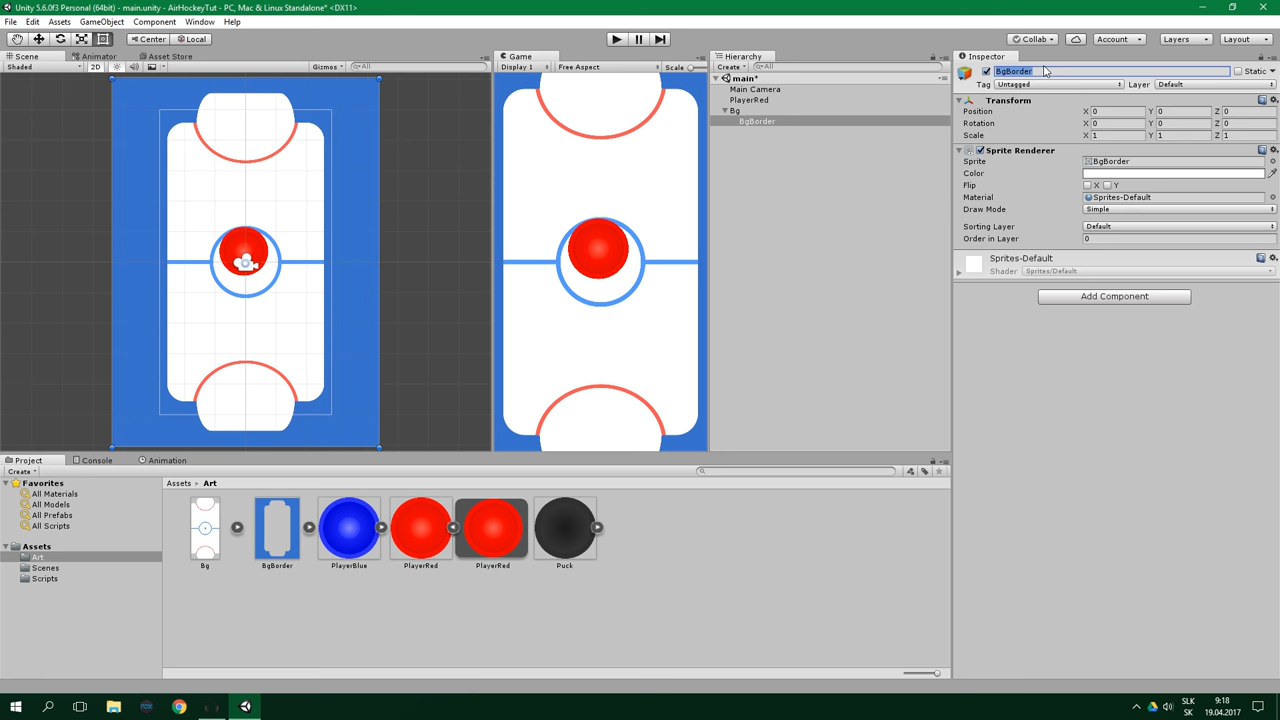 Unity 5.6.0f3 Personal (64bit) - main.unity - AirHockeyTut - PC, Mac & Linux Standalone* <DX11>
File Edit Assets GameObject Component Window Help
Center Local Collab Account Layers Layout
Scene Animator Asset Store
Shaded 2D Gizmos All
Game
Display 1 Free Aspect Scale
Hierarchy
Create All
main*
Main Camera
PlayerRed
Bg
BgBorder
Inspector
BgBorder Static
Tag Untagged Layer Default
Transform
Position X 0 Y 0 Z 0
Rotation X 0 Y 0 Z 0
Scale X 1 Y 1 Z 1
Sprite Renderer
Sprite BgBorder
Color
Flip X Y
Material Sprites-Default
Draw Mode Simple
Sorting Layer Default
Order in Layer 0
Sprites-Default
Shader Sprites/Default
Add Component
Project Console Animation
Create
Favorites
All Materials
All Models
All Prefabs
All Scripts
Assets
Art
Scenes
Scripts
Assets Art
Bg BgBorder PlayerBlue PlayerRed PlayerRed Puck
SLK
SK
9:18
19.04.2017